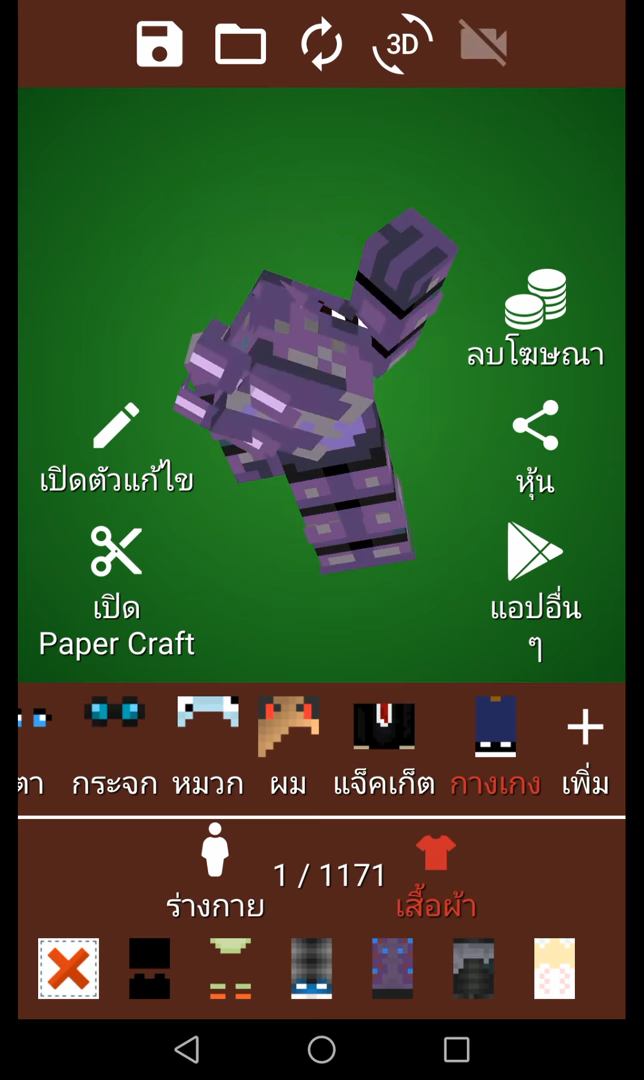 3D
ลบโฆษณา
เปิดตัวแก้ไข
หุ้น
เปิด
Paper Craft
แอปอื่น
ๆ
ตา
กระจก
หมวก
ผม
แจ็คเก็ต
กางเกง
เพิ่ม
ร่างกาย
1 / 1171
เสื้อผ้า